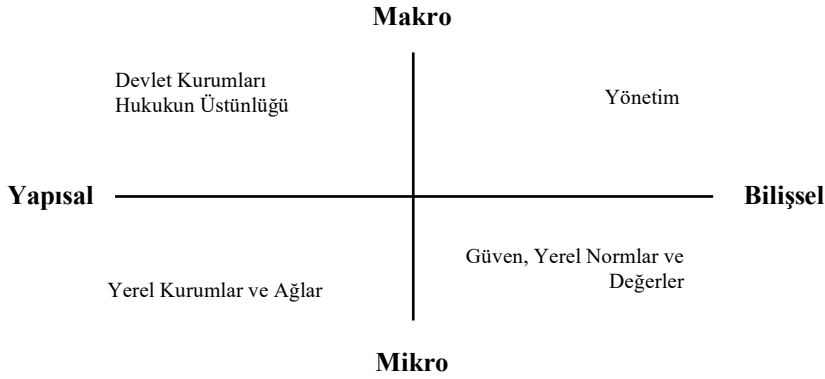 Makro
Devlet Kurumları
Hukukun Üstünlüğü
Yönetim
Yapısal
Bilişsel
Güven, Yerel Normlar ve
Değerler
Yerel Kurumlar ve Ağlar
Mikro